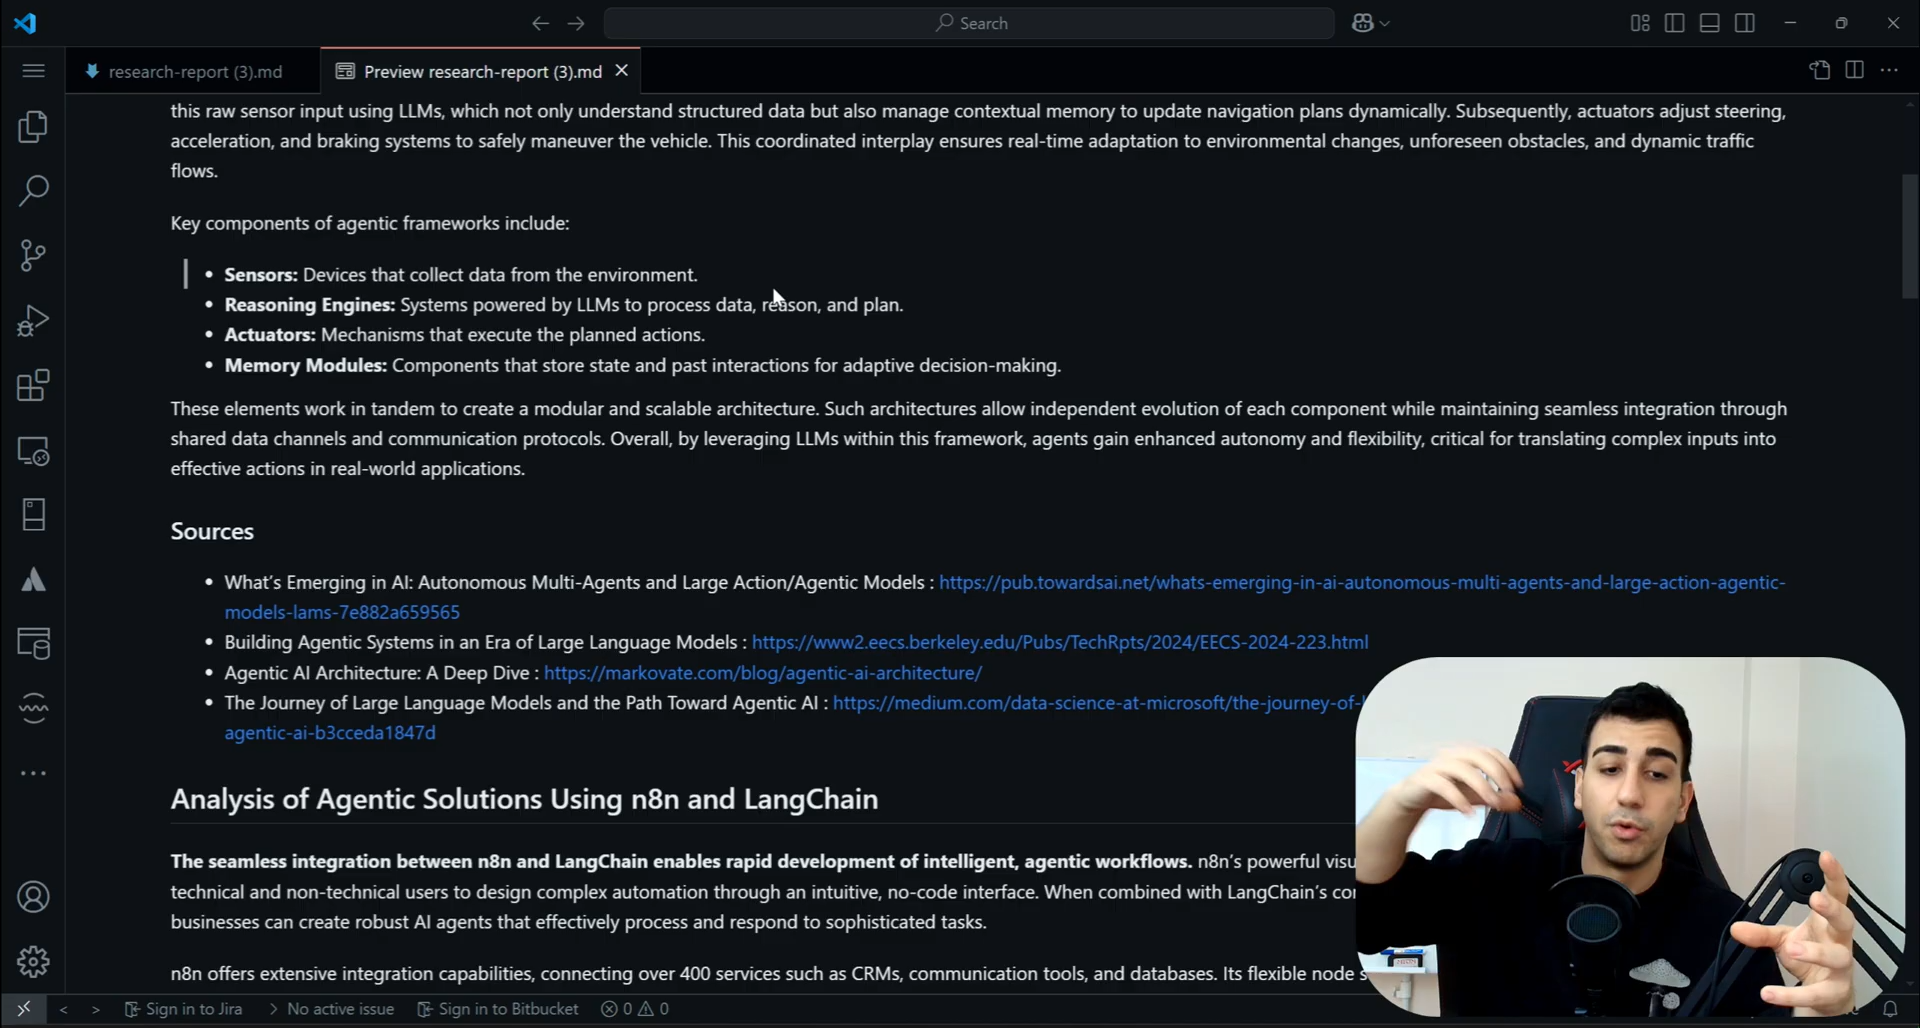 Search
research-report (3).md
Preview research-report (3).md
this raw sensor input using LLMs, which not only understand structured data but also manage contextual memory to update navigation plans dynamically. Subsequently, actuators adjust steering,
acceleration, and braking systems to safely maneuver the vehicle. This coordinated interplay ensures real-time adaptation to environmental changes, unforeseen obstacles, and dynamic traffic
flows.
Key components of agentic frameworks include:
• Sensors: Devices that collect data from the environment.
• Reasoning Engines: Systems powered by LLMs to process data, reason, and plan.
• Actuators: Mechanisms that execute the planned actions.
• Memory Modules: Components that store state and past interactions for adaptive decision-making.
These elements work in tandem to create a modular and scalable architecture. Such architectures allow independent evolution of each component while maintaining seamless integration through
shared data channels and communication protocols. Overall, by leveraging LLMs within this framework, agents gain enhanced autonomy and flexibility, critical for translating complex inputs into
effective actions in real-world applications.
Sources
• What's Emerging in AI: Autonomous Multi-Agents and Large Action/Agentic Models : https://pub.towardsai.net/whats-emerging-in-ai-autonomous-multi-agents-and-large-action-agentic-
models-lams-7e882a659565
• Building Agentic Systems in an Era of Large Language Models : https://www2.eecs.berkeley.edu/Pubs/TechRpts/2024/EECS-2024-223.html
• Agentic AI Architecture: A Deep Dive : https://markovate.com/blog/agentic-ai-architecture/
• The Journey of Large Language Models and the Path Toward Agentic AI : https://medium.com/data-science-at-microsoft/the-journey-of-
agentic-ai-b3cceda1847d
Analysis of Agentic Solutions Using n8n and LangChain
The seamless integration between n8n and LangChain enables rapid development of intelligent, agentic workflows. n8n's powerful
technical and non-technical users to design complex automation through an intuitive, no-code interface. When combined with LangChain's
businesses can create robust AI agents that effectively process and respond to sophisticated tasks.
n8n offers extensive integration capabilities, connecting over 400 services such as CRMs, communication tools, and databases. Its flexible node
Sign in to Jira
No active issue
Sign in to Bitbucket
0
0